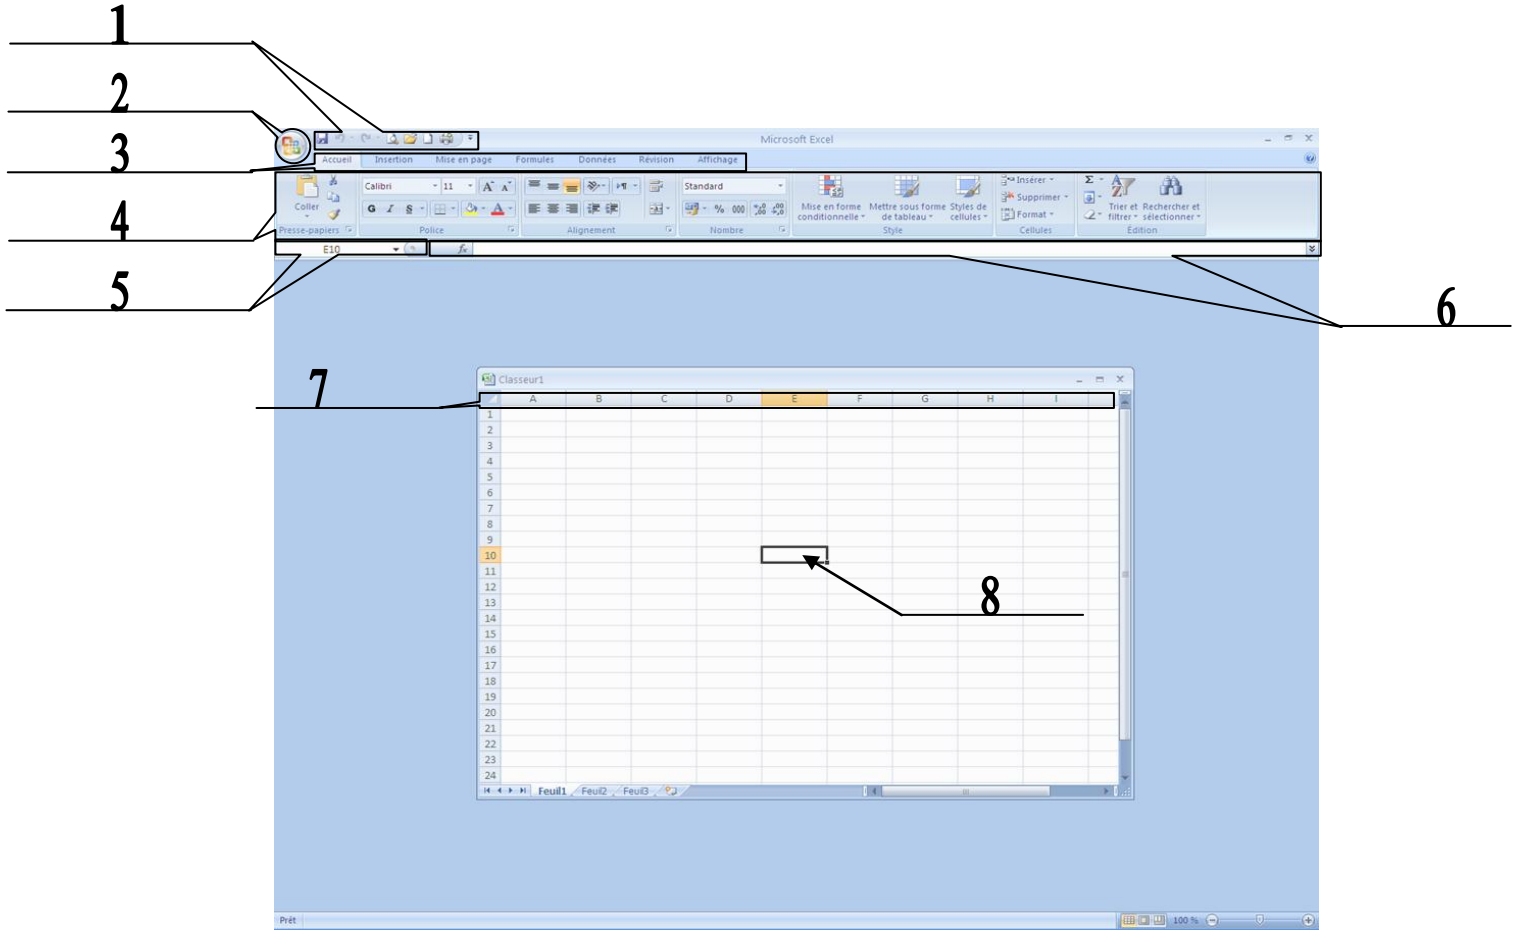 1
2
Microsoft Excel
3
Accueil Insertion Mise en page Formules Données Révision Affichage
4
Coller
Calibri 11
G I S A
Standard
% 000
Mise en forme conditionnelle
Mettre sous forme de tableau
Styles de cellules
Insérer
Supprimer
Format
Σ
Trier et filtrer
Rechercher et sélectionner
Presse-papiers Police Alignement Nombre Style Cellules Édition
E10 fx
5
6
7
Classeur1
A B C D E F G H I
1
2
3
4
5
6
7
8
9
10
11
12
13
14
15
16
17
18
19
20
21
22
23
24
8
Feuil1 Feuil2 Feuil3
Prêt 100 %